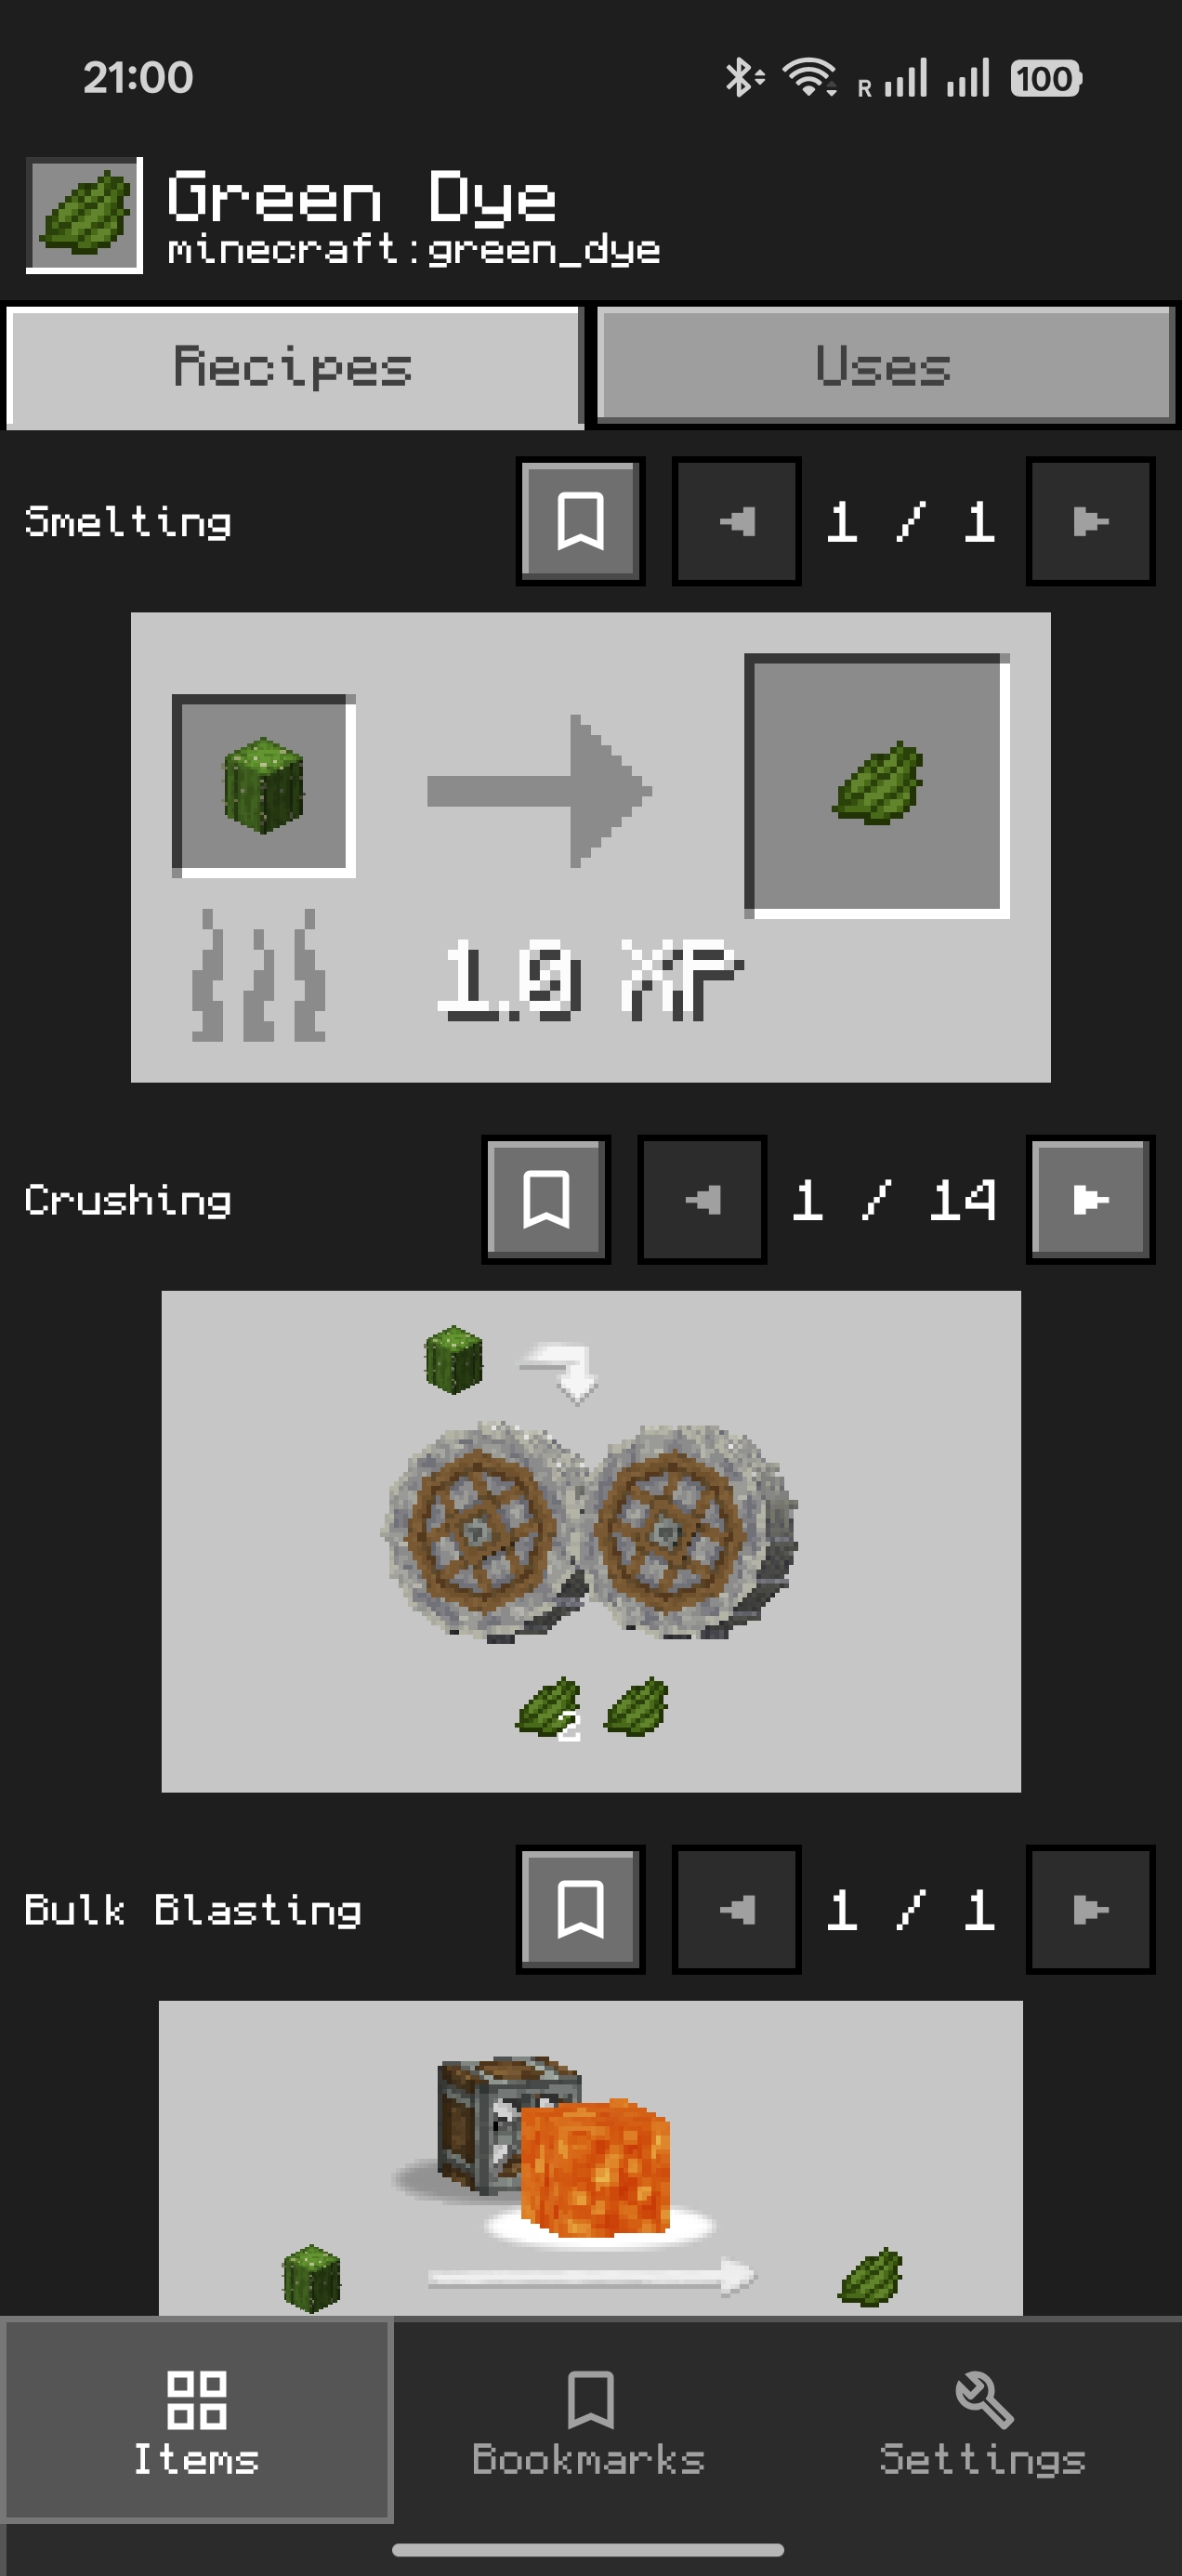 21:00
R
100
Green Dye
minecraft:green_dye
Recipes
Uses
Smelting
1 / 1
1.0 XP
Crushing
1 / 14
2
Bulk Blasting
1 / 1
Items
Bookmarks
Settings